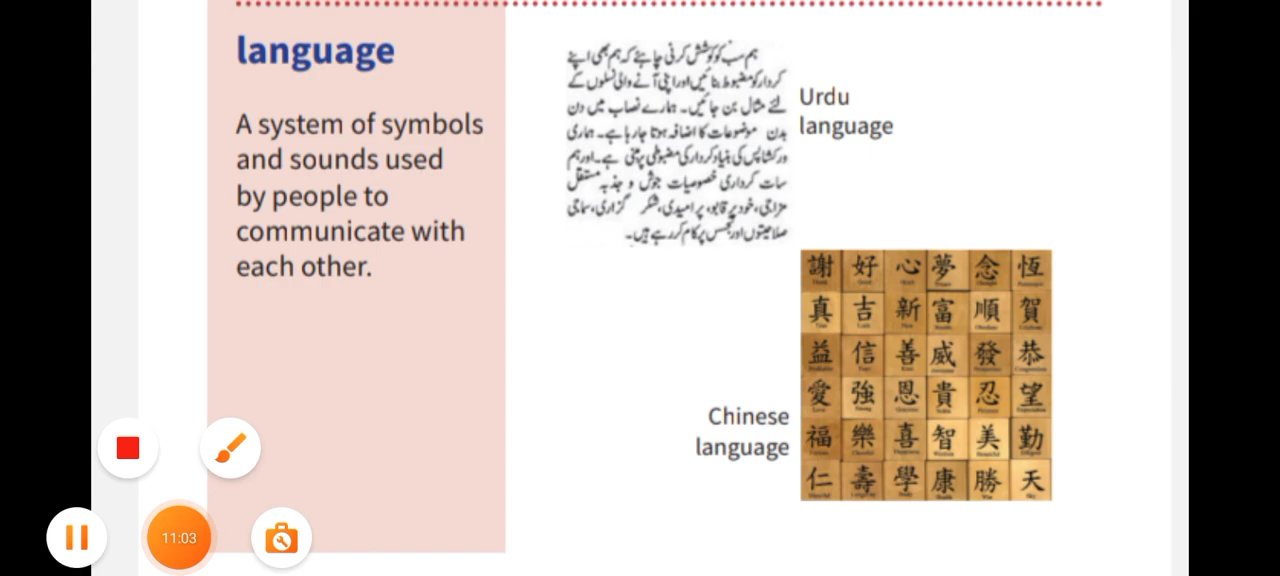 language
A system of symbols
and sounds used
by people to
communicate with
each other.
ہم سب کو کوشش کرنی چاہئے کہ ہم بھی اپنے
کردار کو مضبوط بنائیں اور اپنی آنے والی نسلوں کے
لئے مثال بن جائیں۔ ہمارے نصاب میں دن
بدن موضوعات کا اضافہ ہوتا جا رہا ہے۔ ہماری
ورکشاپس کی بنیاد کردار کی مضبوطی پر مبنی ہے۔ اور ہم
سات کرداری خصوصیات جوش و جذبہ مستقل
مزاجی، خود پر قابو، پر امیدی، شکر گزاری، سماجی
صلاحیتوں اور تجسس پر کام کر رہے ہیں۔
Urdu
language
謝 好 心 夢 念 恆
真 吉 新 富 順 賀
益 信 善 威 發 恭
愛 強 恩 貴 忍 望
福 樂 喜 智 美 勤
仁 壽 學 康 勝 天
Chinese
language
11:03